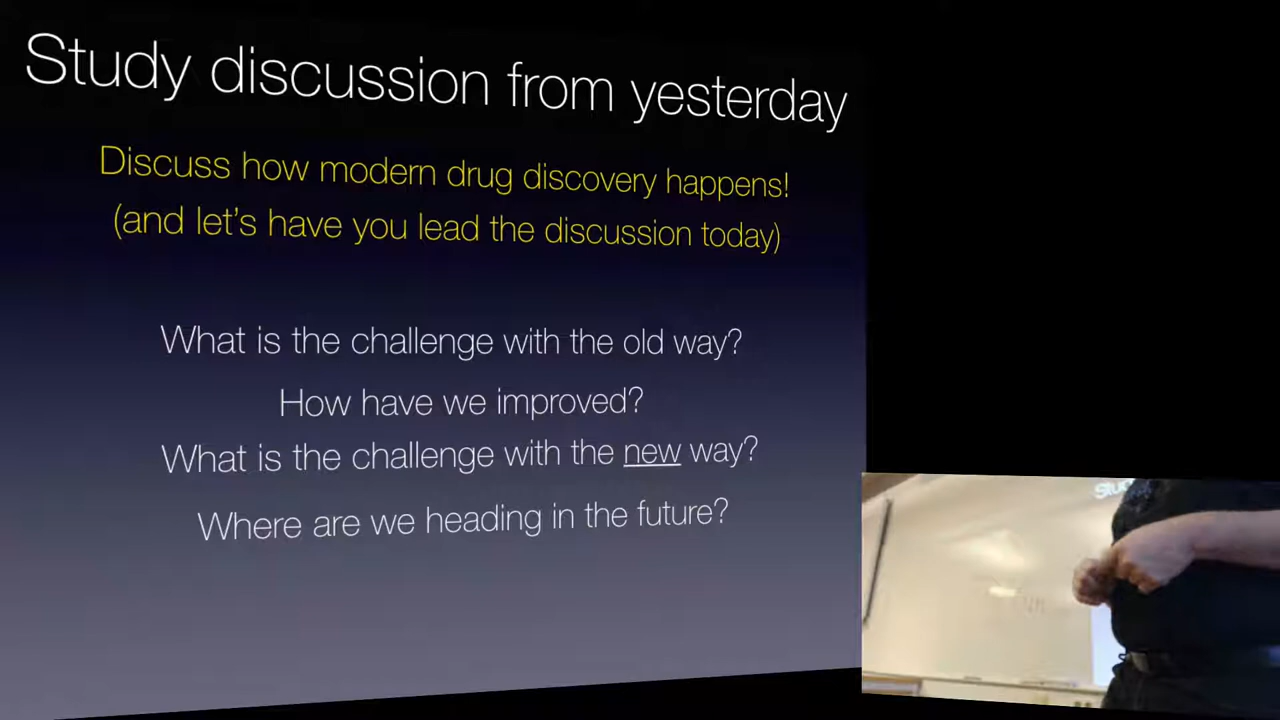 Study discussion from yesterday
Discuss how modern drug discovery happens!
(and let's have you lead the discussion today)
What is the challenge with the old way?
How have we improved?
What is the challenge with the new way?
Where are we heading in the future?